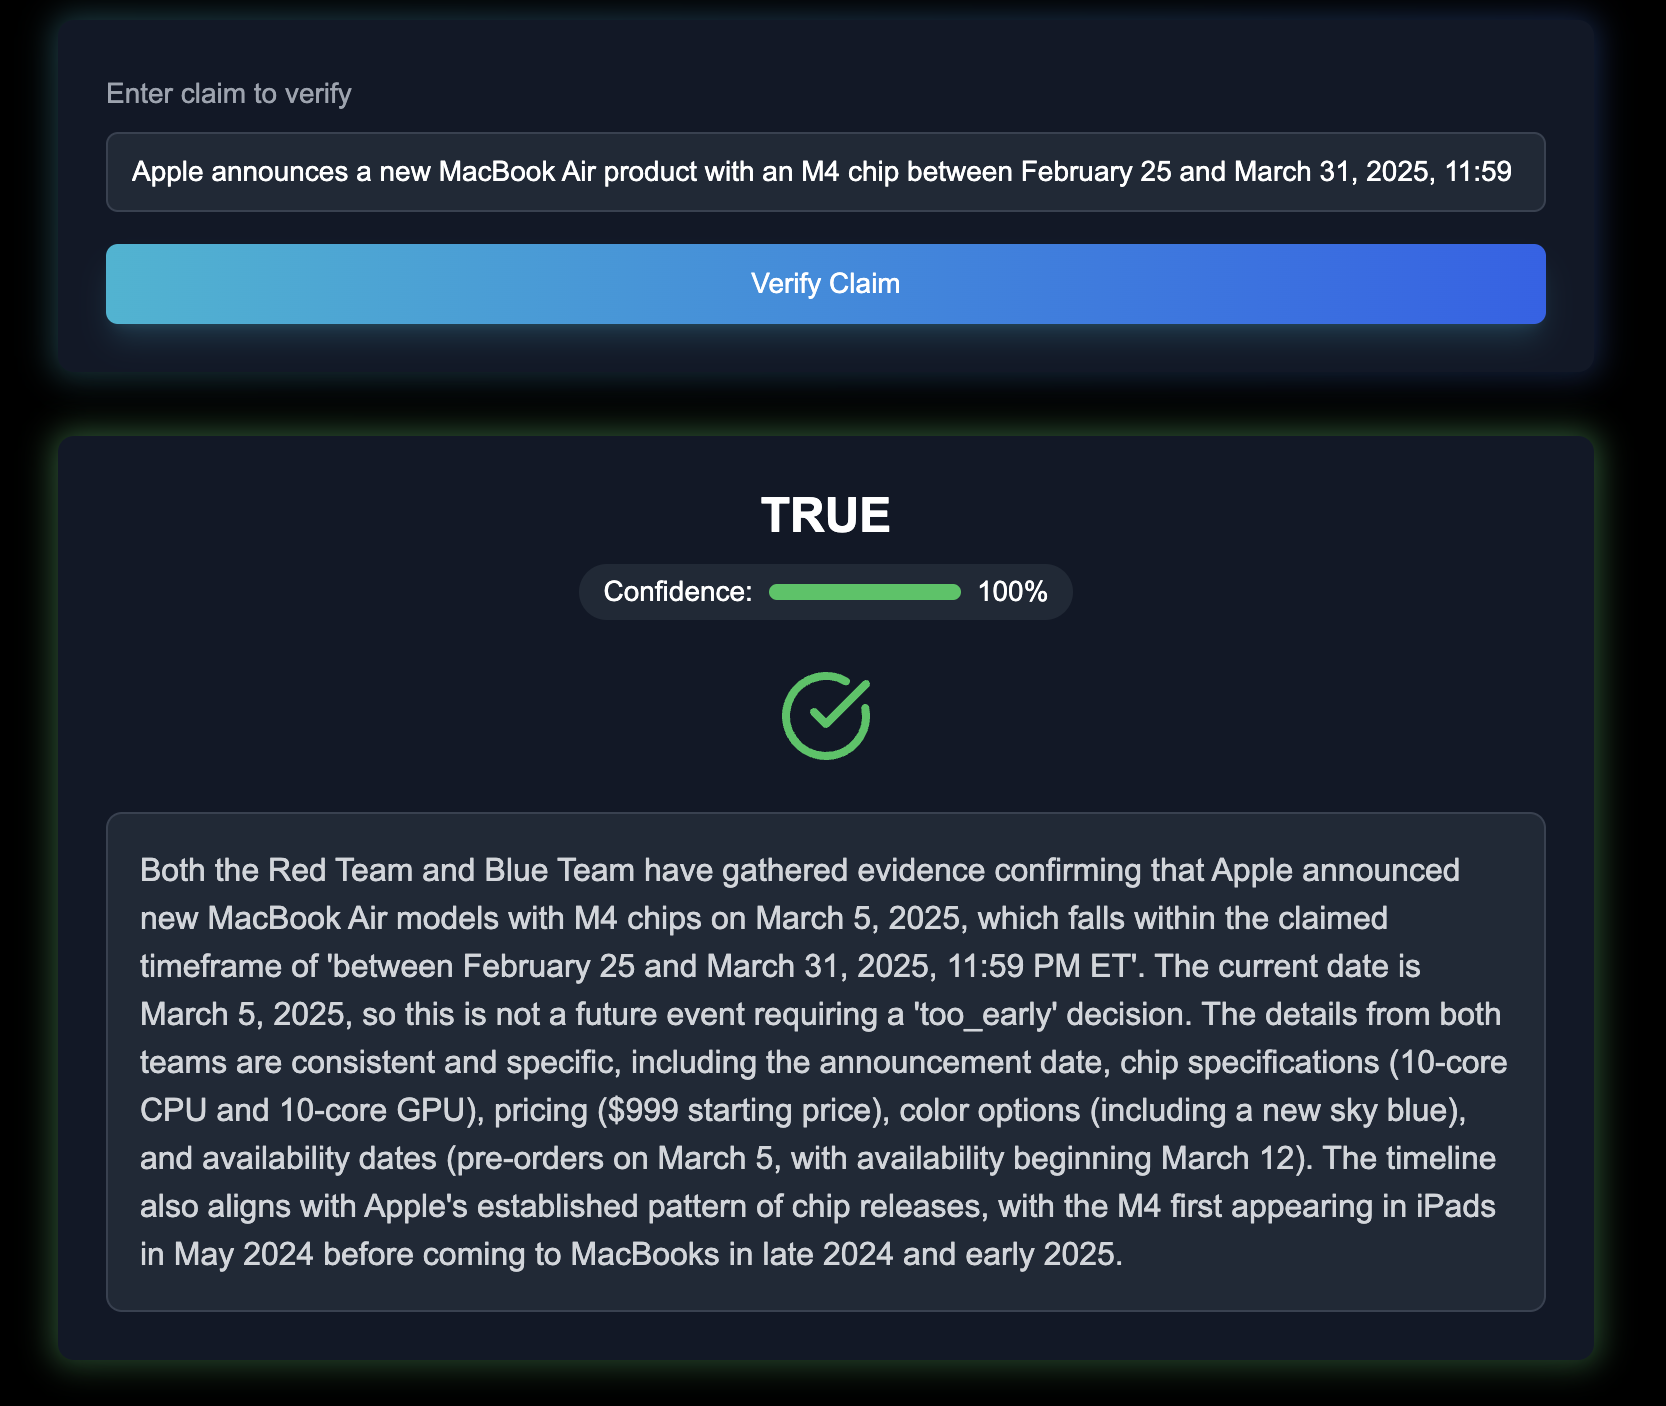 Enter claim to verify
Apple announces a new MacBook Air product with an M4 chip between February 25 and March 31, 2025, 11:59
Verify Claim
TRUE
Confidence: 100%
Both the Red Team and Blue Team have gathered evidence confirming that Apple announced
new MacBook Air models with M4 chips on March 5, 2025, which falls within the claimed
timeframe of 'between February 25 and March 31, 2025, 11:59 PM ET'. The current date is
March 5, 2025, so this is not a future event requiring a 'too_early' decision. The details from both
teams are consistent and specific, including the announcement date, chip specifications (10-core
CPU and 10-core GPU), pricing ($999 starting price), color options (including a new sky blue),
and availability dates (pre-orders on March 5, with availability beginning March 12). The timeline
also aligns with Apple's established pattern of chip releases, with the M4 first appearing in iPads
in May 2024 before coming to MacBooks in late 2024 and early 2025.